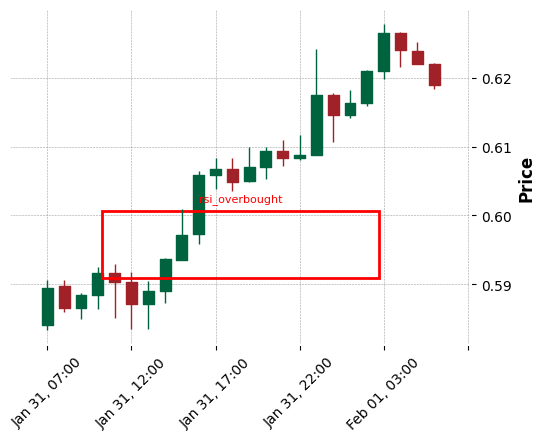 0.62
0.61
rsi_overbought
0.60
0.59
Price
Jan 31, 07:00
Jan 31, 12:00
Jan 31, 17:00
Jan 31, 22:00
Feb 01, 03:00